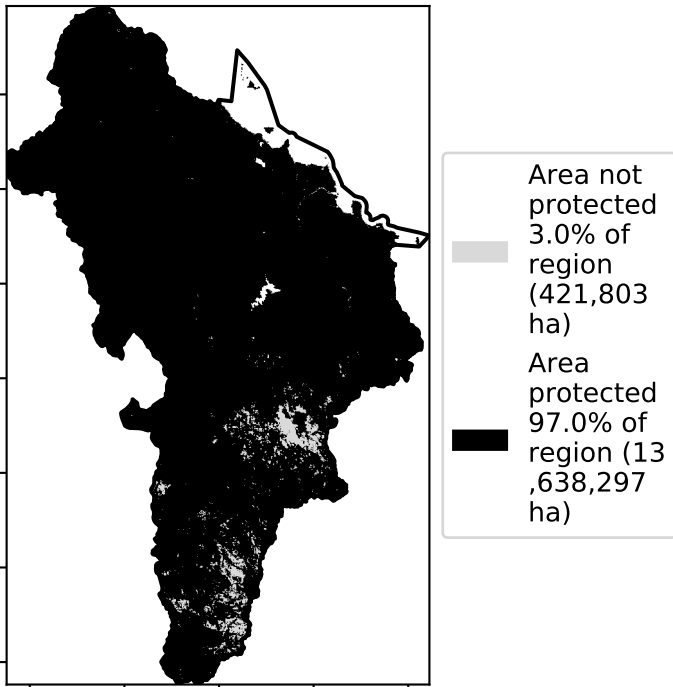 Area not
protected
3.0% of
region
(421,803
ha)
Area
protected
97.0% of
region (13
,638,297
ha)